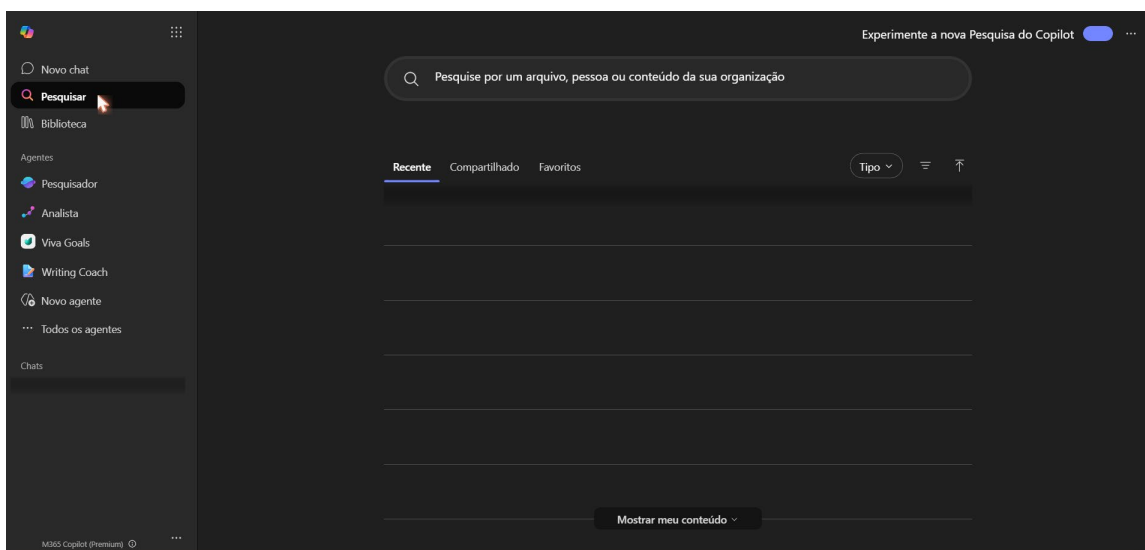 Novo chat
Pesquisar
Biblioteca
Agentes
Pesquisador
Analista
Viva Goals
Writing Coach
Novo agente
Todos os agentes
Chats
M365 Copilot (Premium)
Experimente a nova Pesquisa do Copilot
Pesquise por um arquivo, pessoa ou conteúdo da sua organização
Recente Compartilhado Favoritos Tipo
Mostrar meu conteúdo